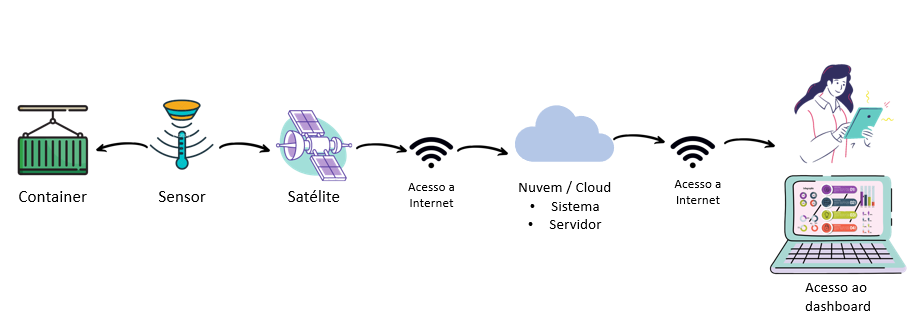 Container
Sensor
Satélite
Acesso a
Internet
Nuvem / Cloud
• Sistema
• Servidor
Acesso a
Internet
Acesso ao
dashboard